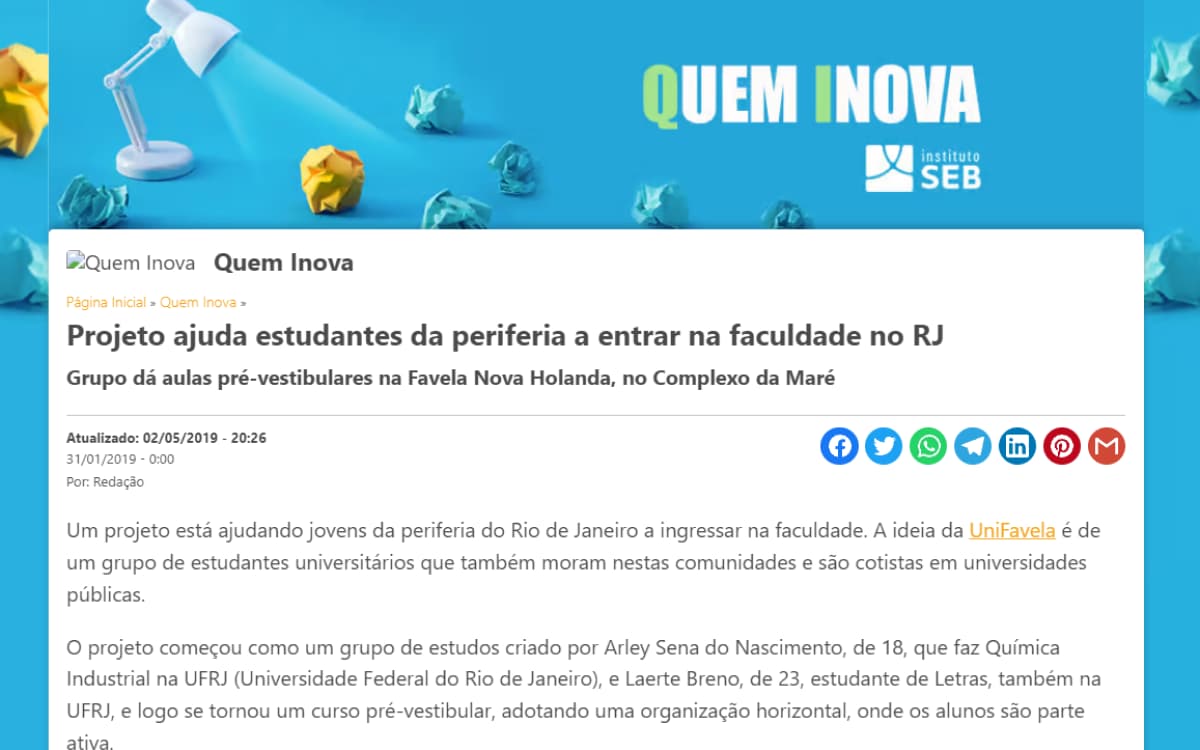 QUEM INOVA
instituto
SEB
Quem Inova Quem Inova
Página Inicial » Quem Inova »
Projeto ajuda estudantes da periferia a entrar na faculdade no RJ
Grupo dá aulas pré-vestibulares na Favela Nova Holanda, no Complexo da Maré
Atualizado: 02/05/2019 - 20:26
31/01/2019 - 0:00
Por: Redação
Um projeto está ajudando jovens da periferia do Rio de Janeiro a ingressar na faculdade. A ideia da UniFavela é de
um grupo de estudantes universitários que também moram nestas comunidades e são cotistas em universidades
públicas.
O projeto começou como um grupo de estudos criado por Arley Sena do Nascimento, de 18, que faz Química
Industrial na UFRJ (Universidade Federal do Rio de Janeiro), e Laerte Breno, de 23, estudante de Letras, também na
UFRJ, e logo se tornou um curso pré-vestibular, adotando uma organização horizontal, onde os alunos são parte
ativa.